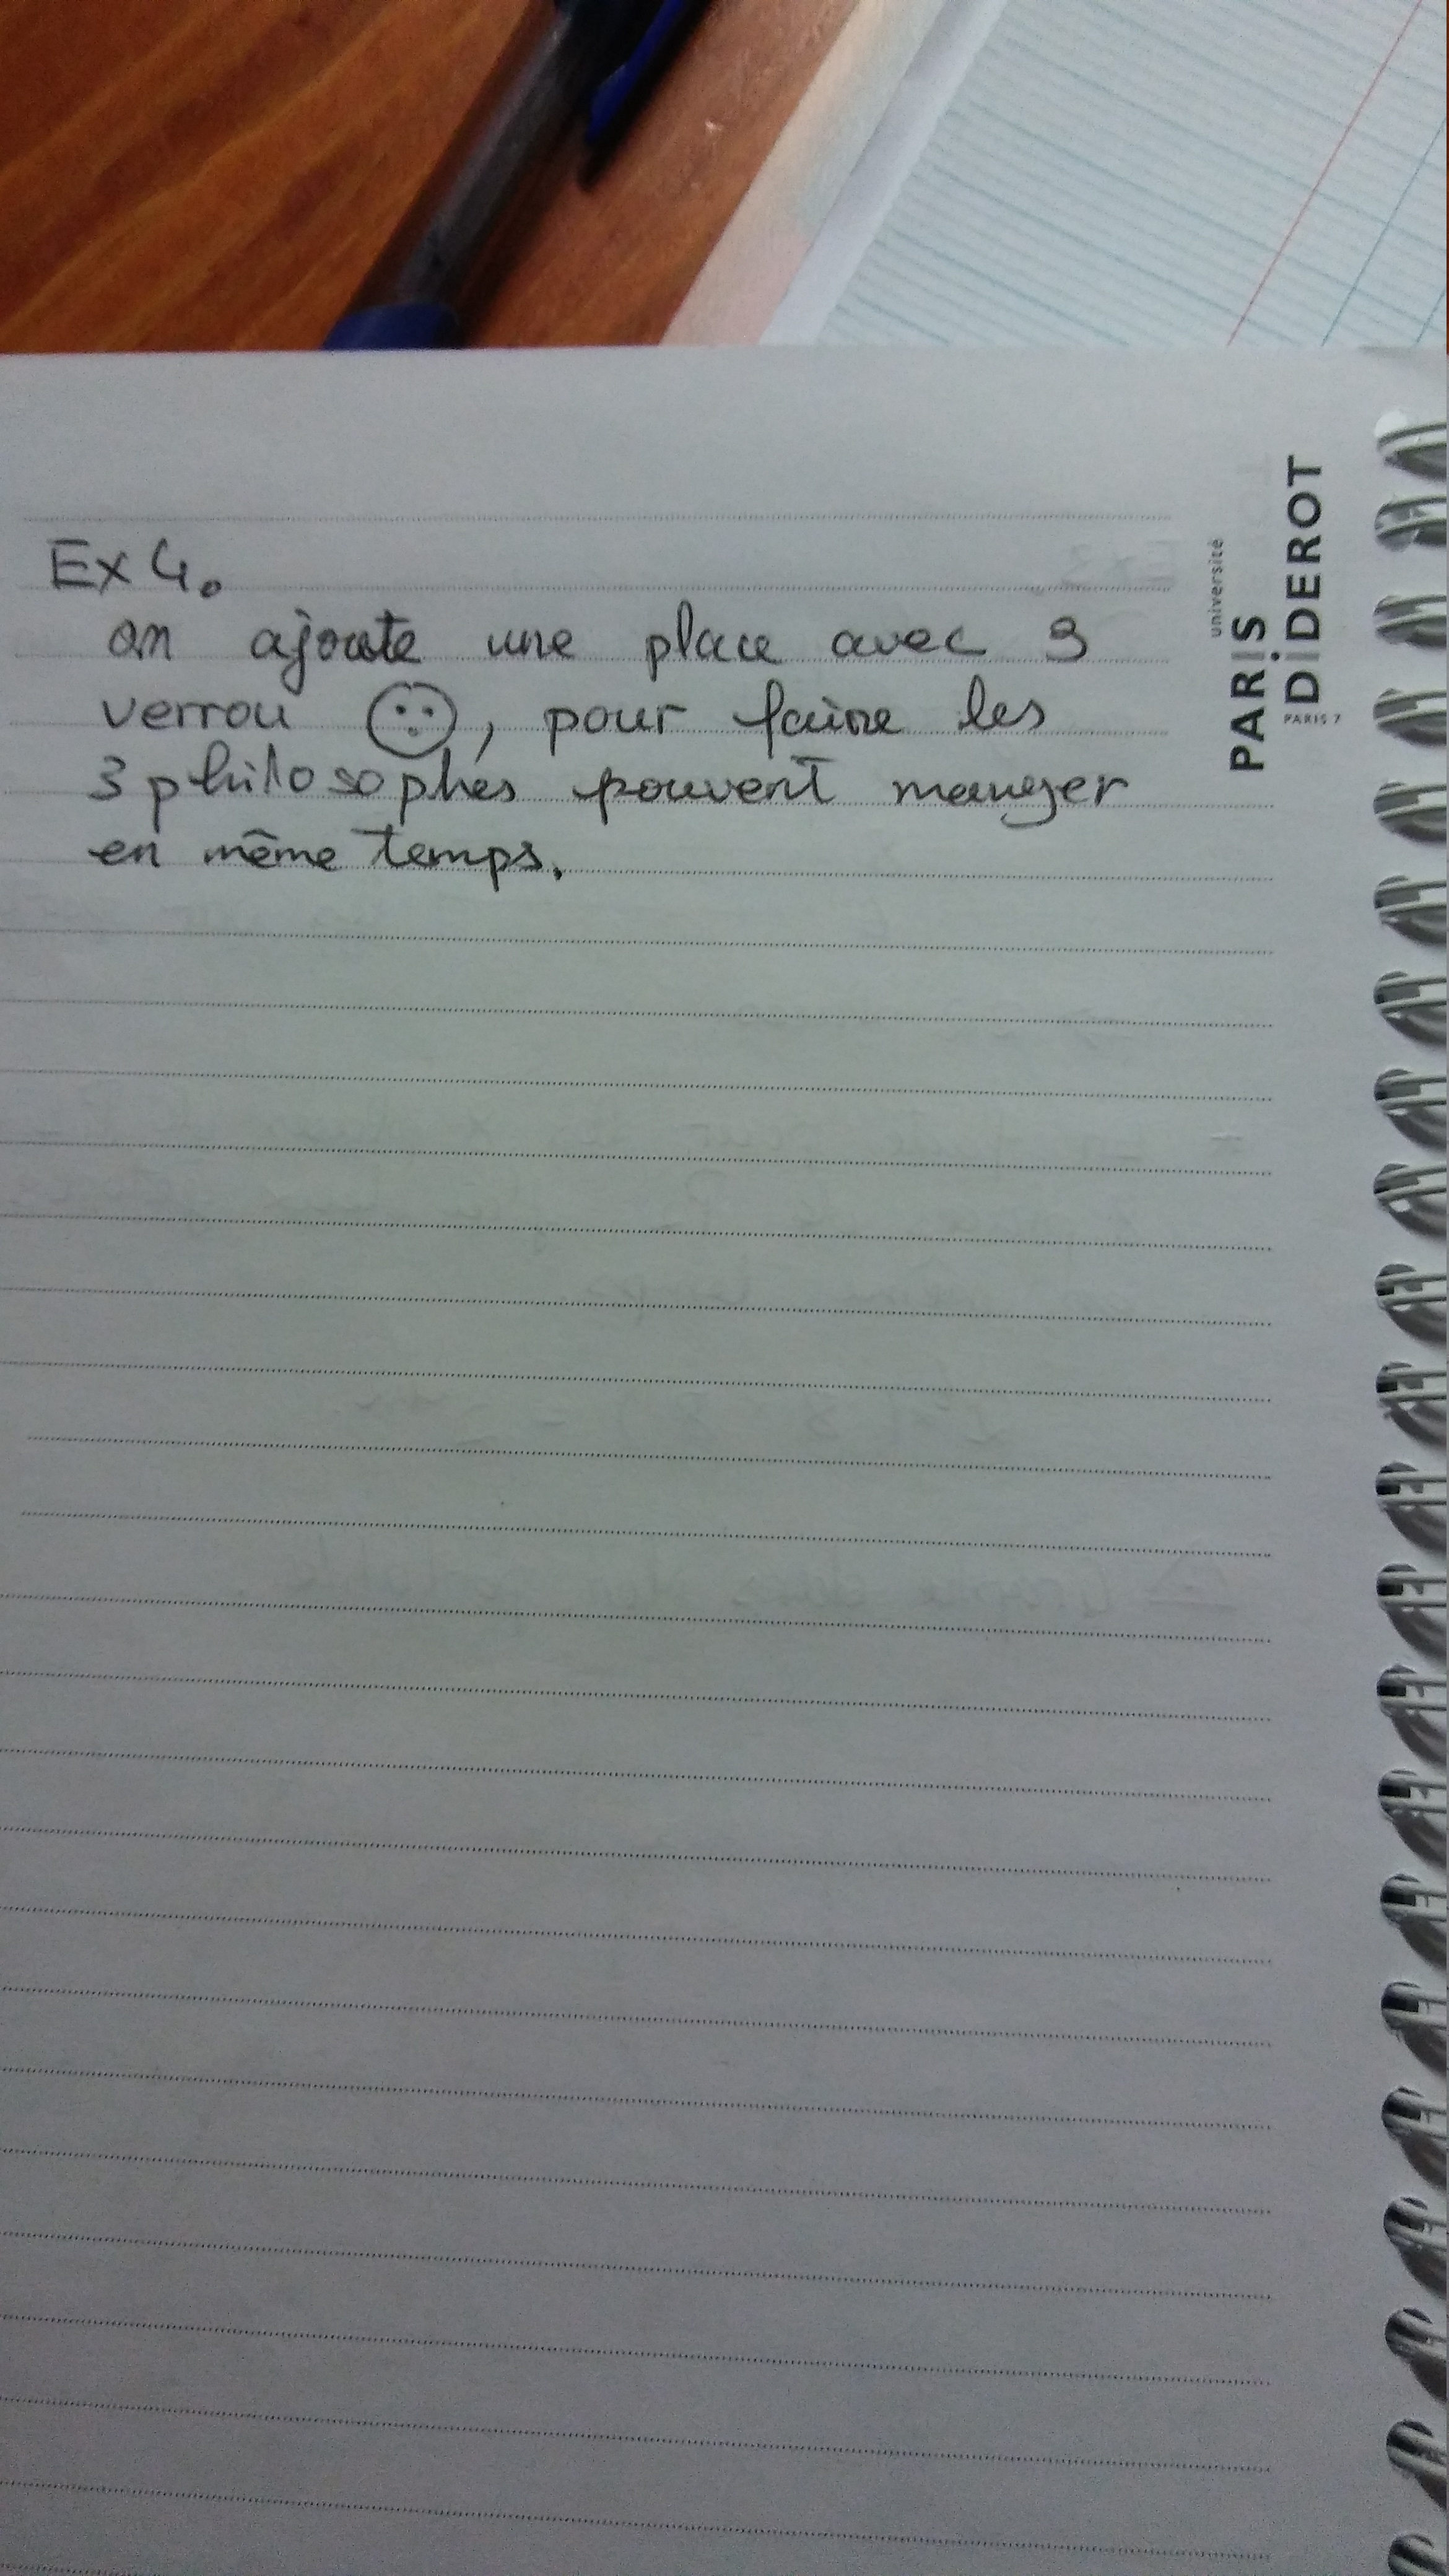 Ex 4.
on ajoute une place avec 3
verrou , pour faire les
3 philosophes pouvent manger
en même temps.
université
PARIS
DIDEROT
PARIS 7